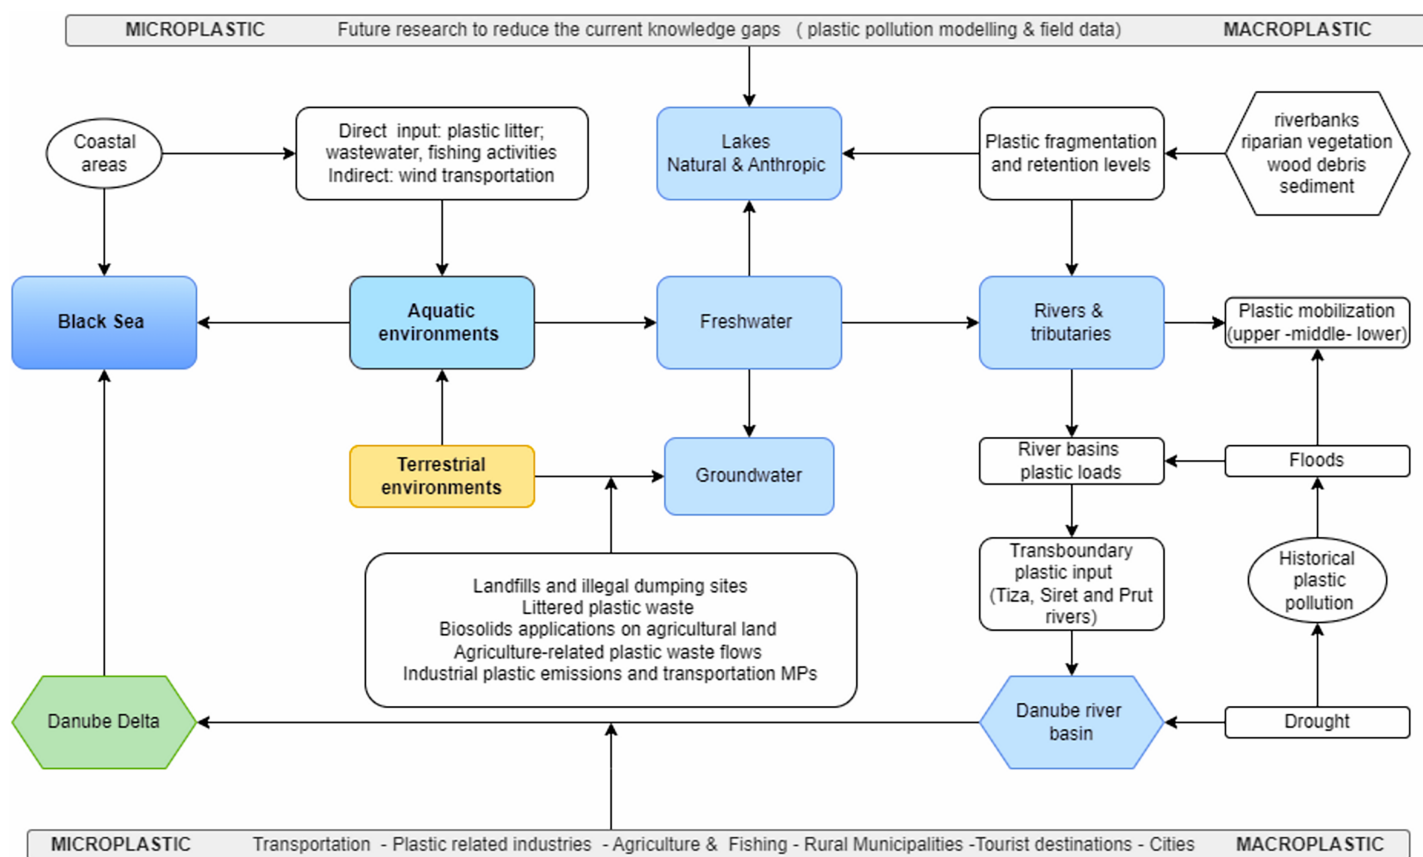 MICROPLASTIC Future research to reduce the current knowledge gaps ( plastic pollution modelling & field data) MACROPLASTIC
Coastal
areas
Direct input: plastic litter;
wastewater, fishing activities
Indirect: wind transportation
Lakes
Natural & Anthropic
Plastic fragmentation
and retention levels
riverbanks
riparian vegetation
wood debris
sediment
Black Sea
Aquatic
environments
Freshwater
Rivers &
tributaries
Plastic mobilization
(upper -middle- lower)
Terrestrial
environments
Groundwater
River basins
plastic loads
Floods
Landfills and illegal dumping sites
Littered plastic waste
Biosolids applications on agricultural land
Agriculture-related plastic waste flows
Industrial plastic emissions and transportation MPs
Transboundary
plastic input
(Tiza, Siret and Prut
rivers)
Historical
plastic
pollution
Danube Delta
Danube river
basin
Drought
MICROPLASTIC Transportation - Plastic related industries - Agriculture & Fishing - Rural Municipalities -Tourist destinations - Cities MACROPLASTIC